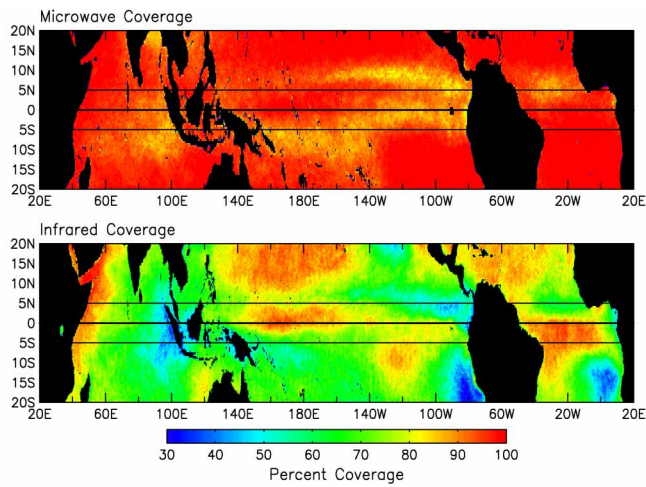 Microwave Coverage
20N
15N
10N
5N
0
5S
10S
15S
20S
20E 60E 100E 140E 180E 140W 100W 60W 20W 20E
Infrared Coverage
20N
15N
10N
5N
0
5S
10S
15S
20S
20E 60E 100E 140E 180E 140W 100W 60W 20W 20E
30 40 50 60 70 80 90 100
Percent Coverage